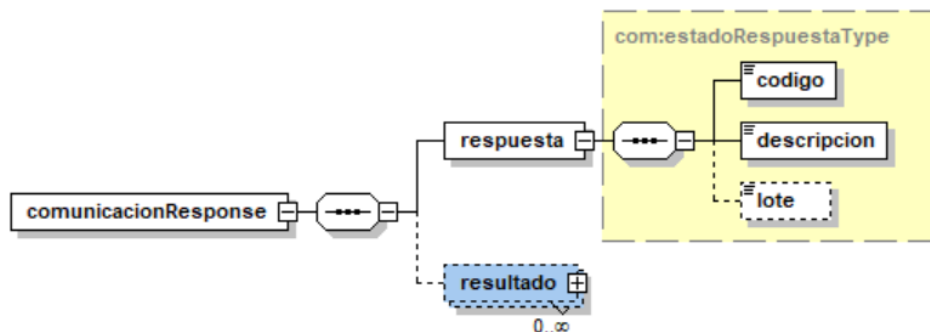 com:estadoRespuestaType
codigo
respuesta
descripcion
lote
comunicacionResponse
resultado
0..∞